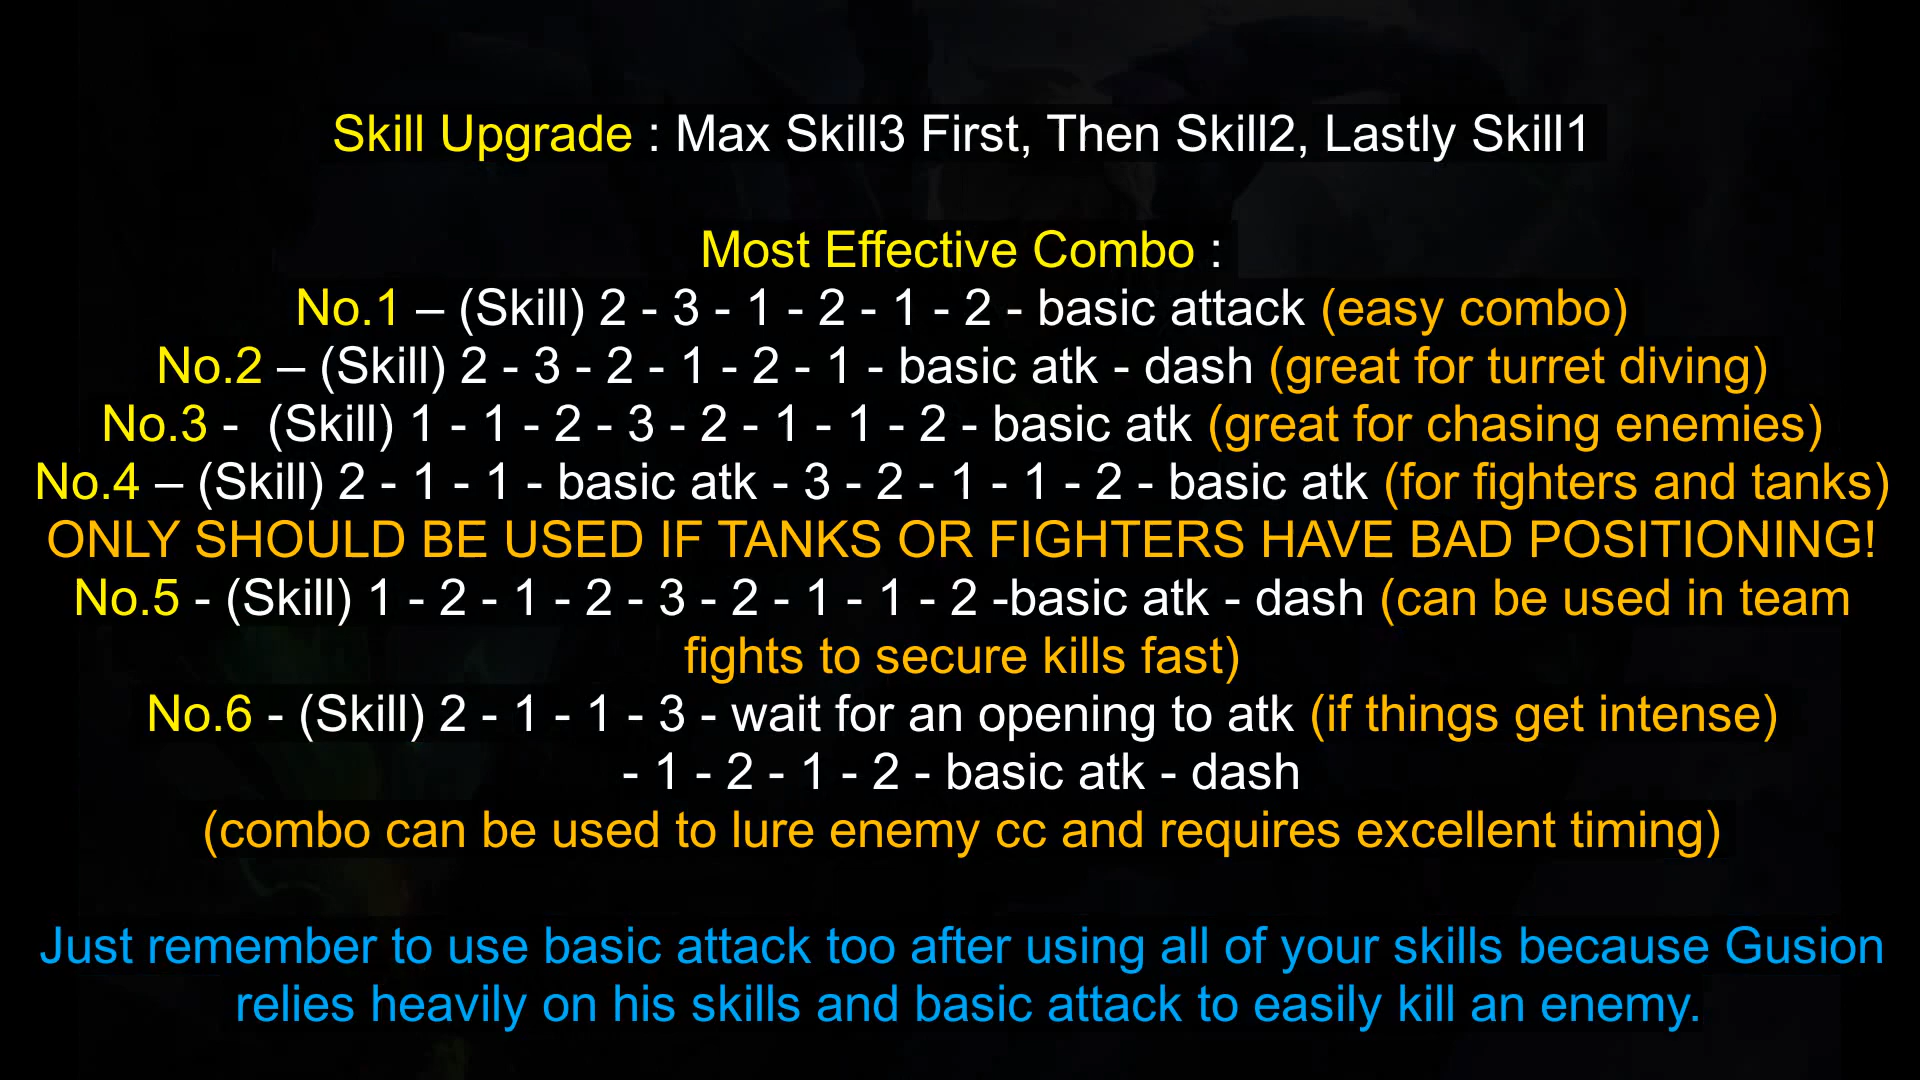 Skill Upgrade : Max Skill3 First, Then Skill2, Lastly Skill1
Most Effective Combo :
No.1 – (Skill) 2 - 3 - 1 - 2 - 1 - 2 - basic attack (easy combo)
No.2 – (Skill) 2 - 3 - 2 - 1 - 2 - 1 - basic atk - dash (great for turret diving)
No.3 -  (Skill) 1 - 1 - 2 - 3 - 2 - 1 - 1 - 2 - basic atk (great for chasing enemies)
No.4 – (Skill) 2 - 1 - 1 - basic atk - 3 - 2 - 1 - 1 - 2 - basic atk (for fighters and tanks)
ONLY SHOULD BE USED IF TANKS OR FIGHTERS HAVE BAD POSITIONING!
No.5 - (Skill) 1 - 2 - 1 - 2 - 3 - 2 - 1 - 1 - 2 -basic atk - dash (can be used in team
fights to secure kills fast)
No.6 - (Skill) 2 - 1 - 1 - 3 - wait for an opening to atk (if things get intense)
- 1 - 2 - 1 - 2 - basic atk - dash
(combo can be used to lure enemy cc and requires excellent timing)
Just remember to use basic attack too after using all of your skills because Gusion
relies heavily on his skills and basic attack to easily kill an enemy.